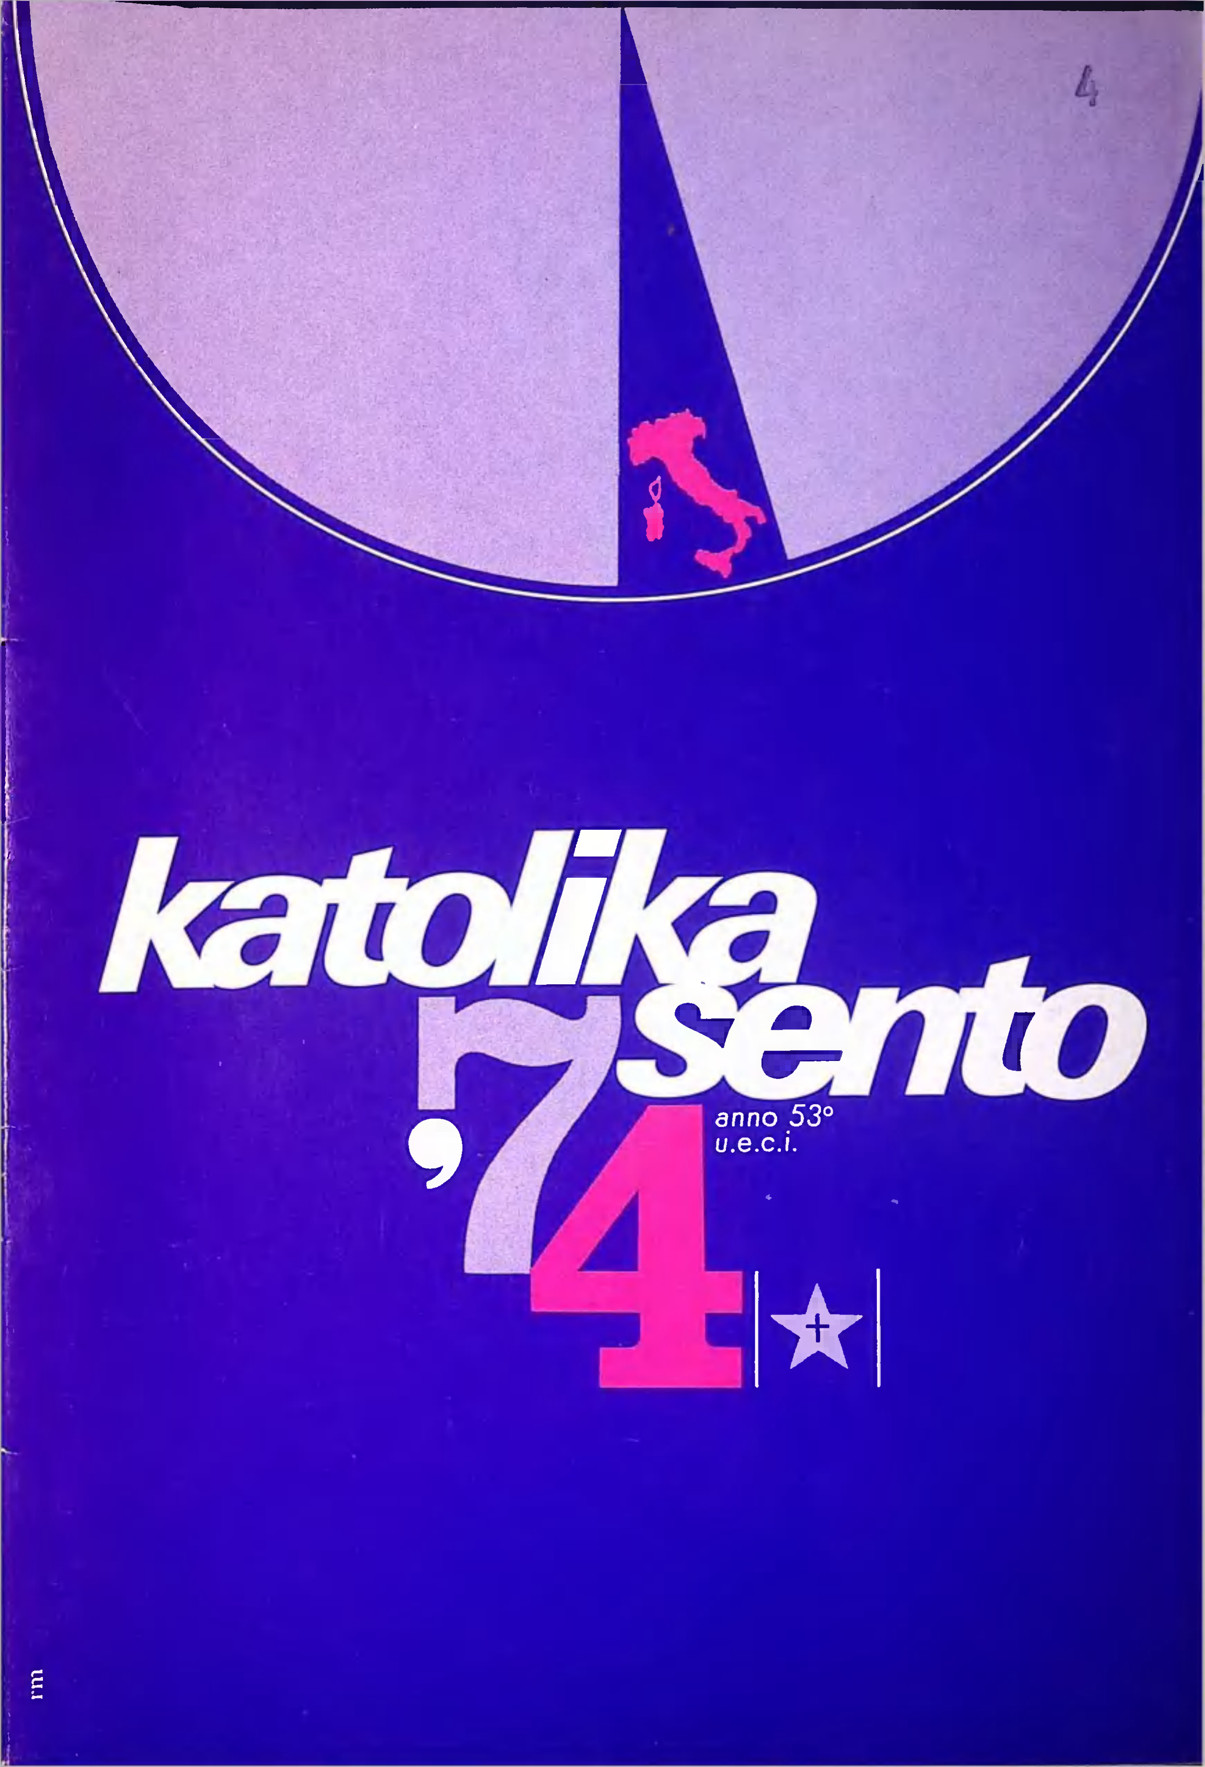 4
katolika
sento
'74
anno 53°
u.e.c.i.
rm